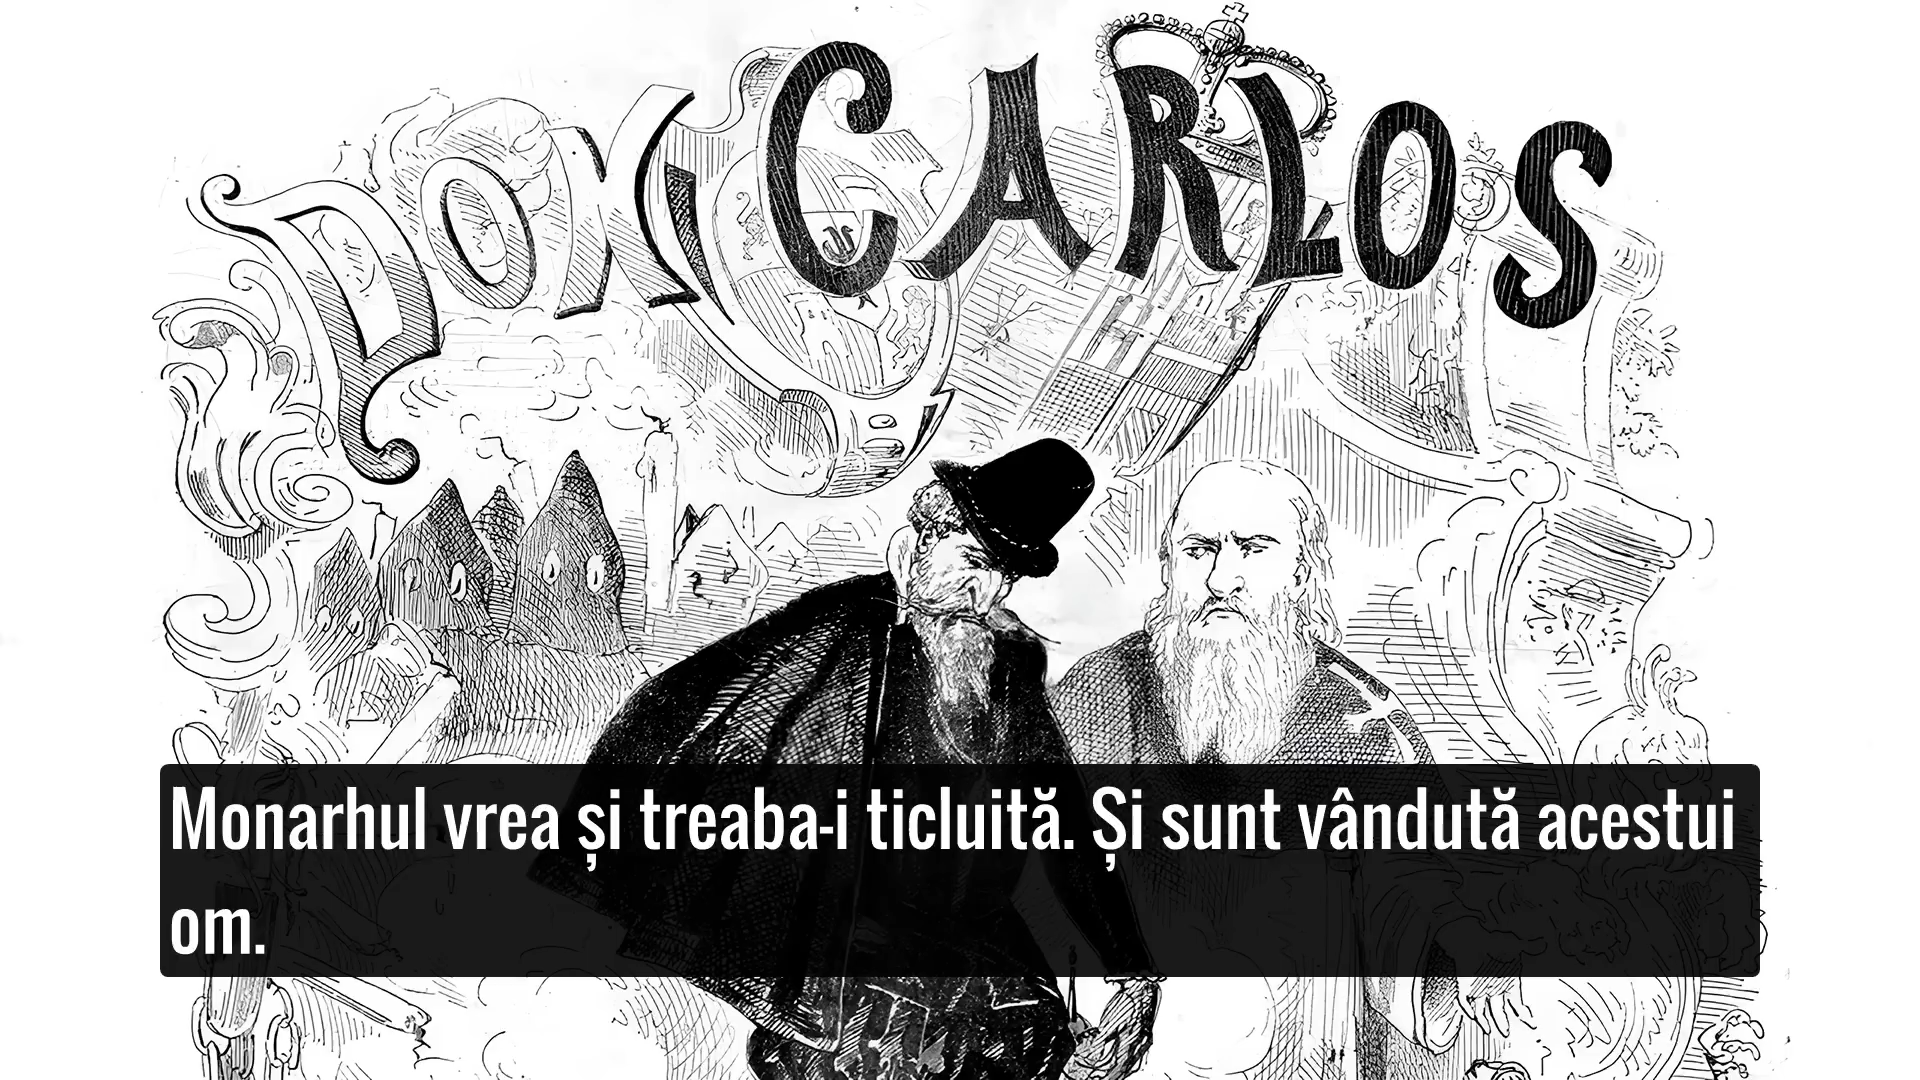 DON CARLOS
Monarhul vrea și treaba-i ticluită. Și sunt vândută acestui
om.